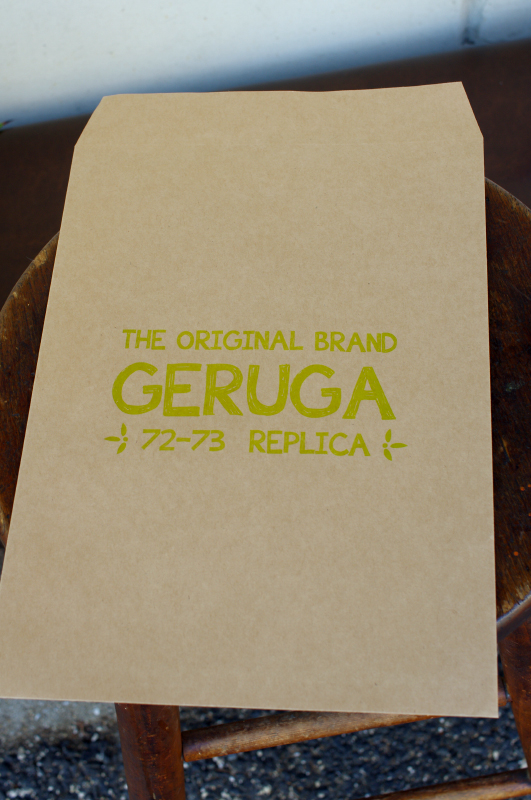 THE ORIGINAL BRAND
GERUGA
72-73 REPLICA